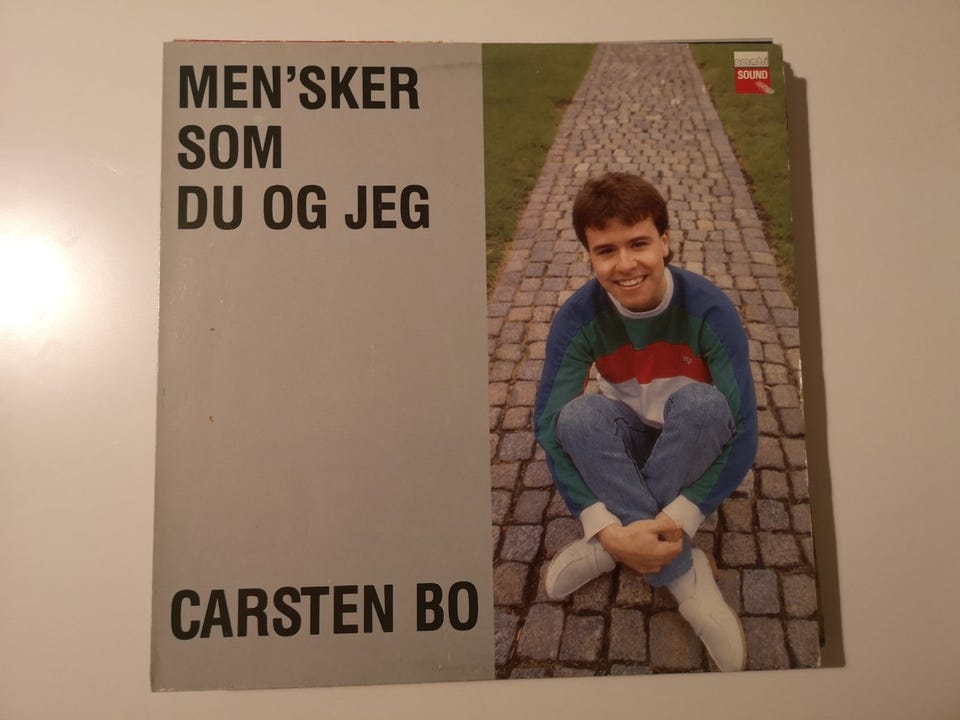 MEN'SKER
SOM
DU OG JEG
CARSTEN BO
SOUND